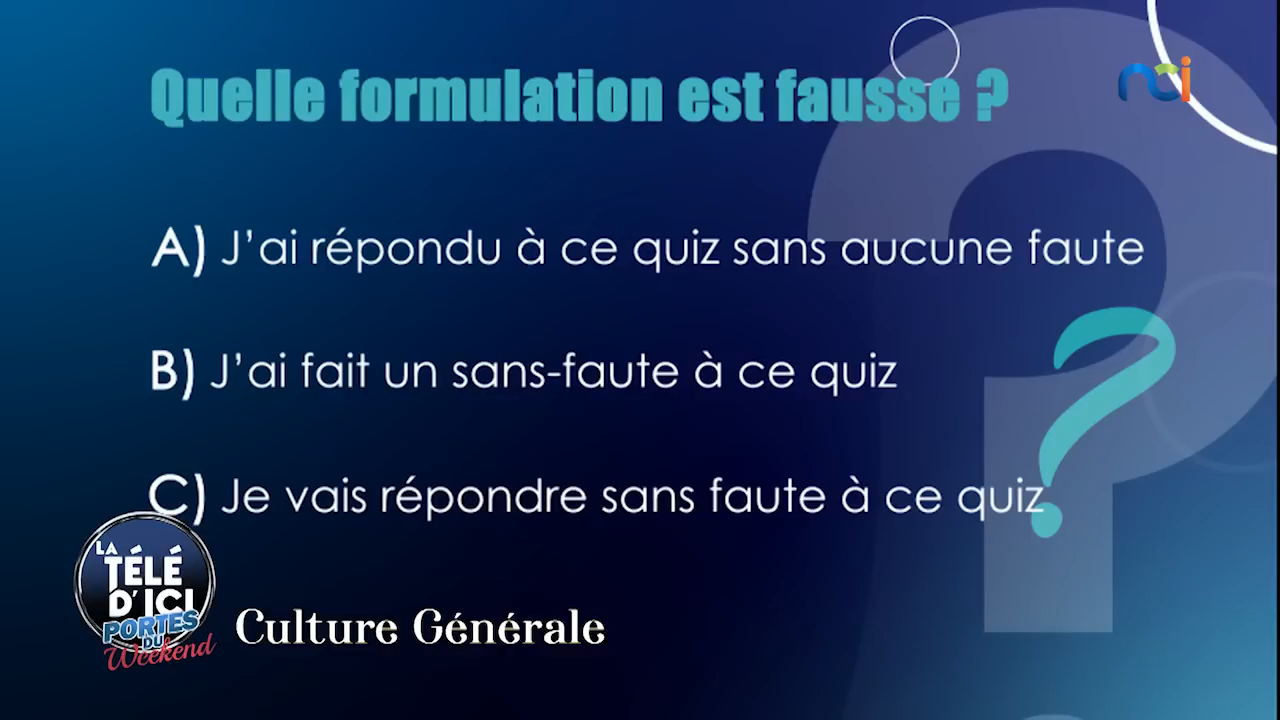 Quelle formulation est fausse ?
nci
A) J'ai répondu à ce quiz sans aucune faute
B) J'ai fait un sans-faute à ce quiz
C) Je vais répondre sans faute à ce quiz
?
LA
TÉLÉ
D'ICI
PORTES
DU
Weekend
Culture Générale